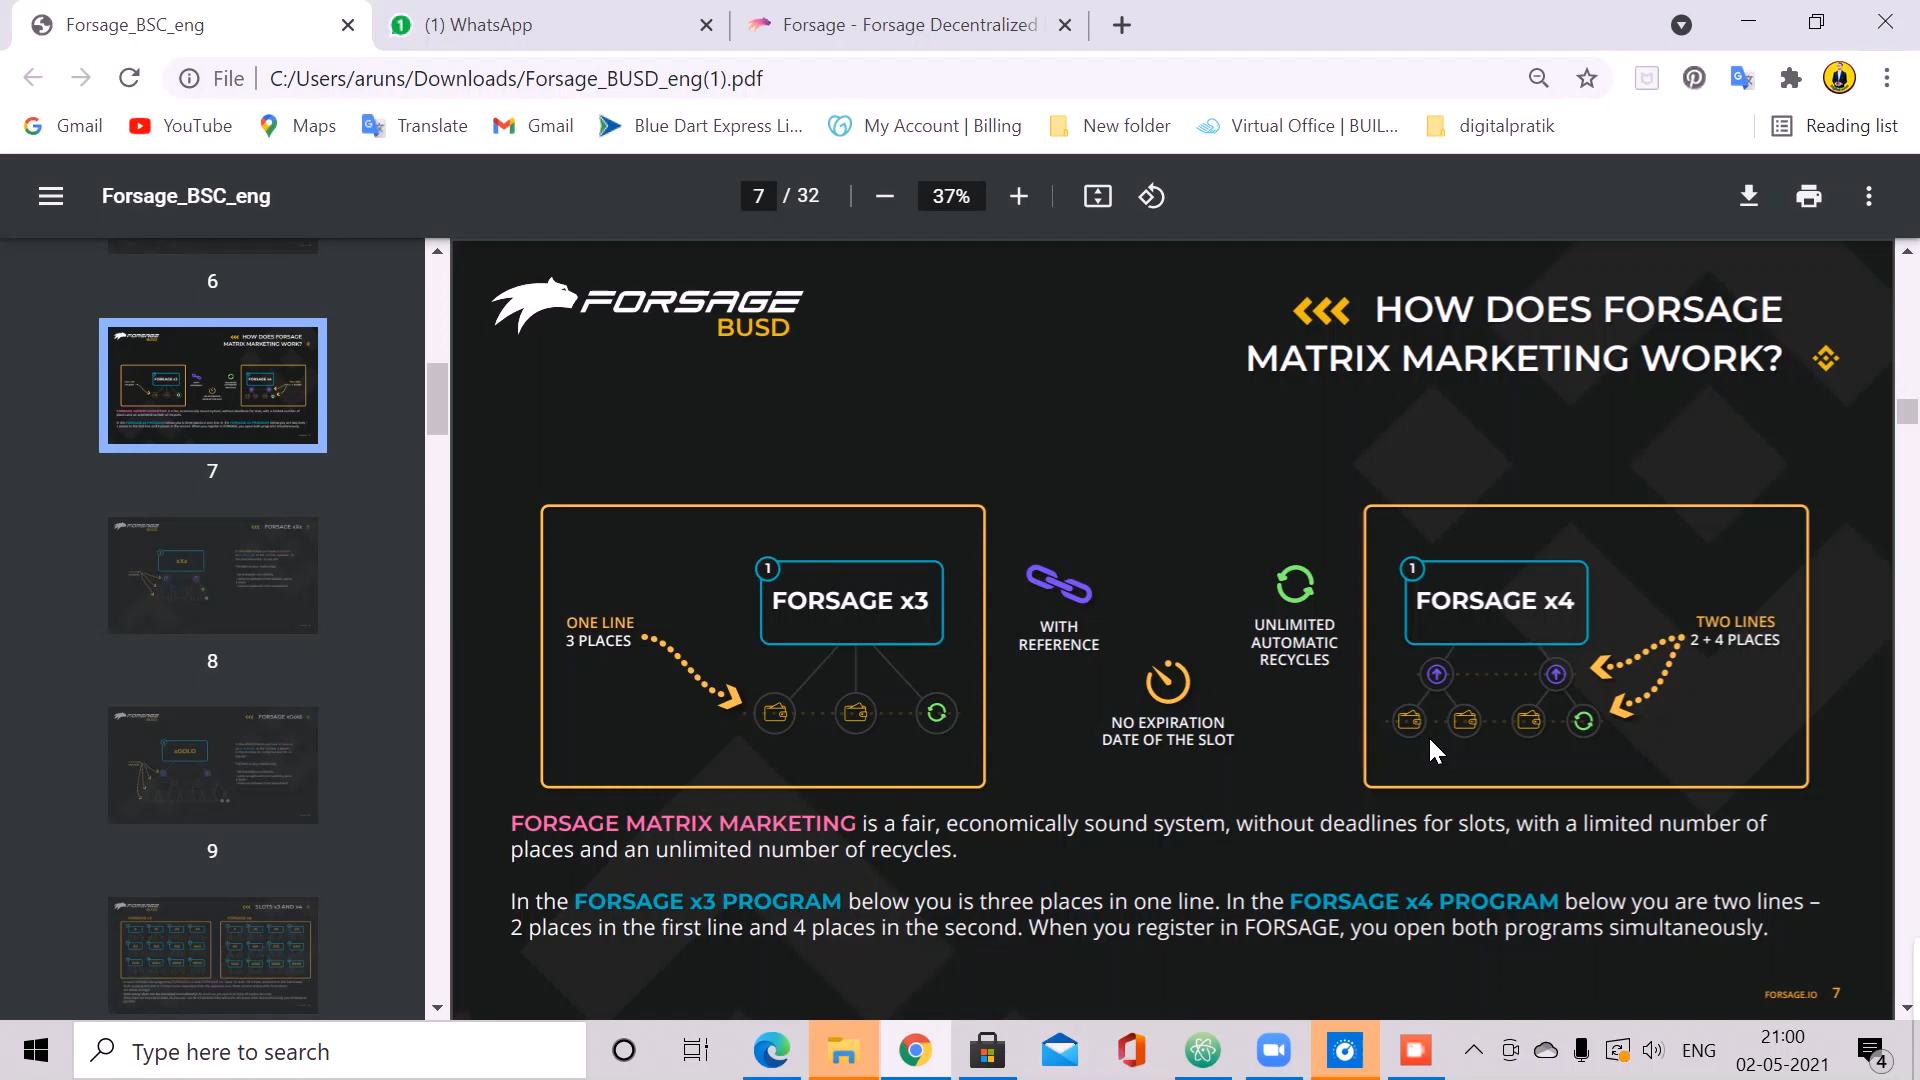 Forsage_BSC_eng
(1) WhatsApp
Forsage - Forsage Decentralized
File
C:/Users/aruns/Downloads/Forsage_BUSD_eng(1).pdf
Gmail
YouTube
Maps
Translate
Gmail
Blue Dart Express Li...
My Account | Billing
New folder
Virtual Office | BUIL...
digitalpratik
Reading list
Forsage_BSC_eng
7 / 32
37%
6
7
8
9
FORSAGE
BUSD
HOW DOES FORSAGE
MATRIX MARKETING WORK?
ONE LINE
3 PLACES
1
FORSAGE x3
WITH
REFERENCE
NO EXPIRATION
DATE OF THE SLOT
UNLIMITED
AUTOMATIC
RECYCLES
1
FORSAGE x4
TWO LINES
2 + 4 PLACES
FORSAGE MATRIX MARKETING is a fair, economically sound system, without deadlines for slots, with a limited number of
places and an unlimited number of recycles.
In the FORSAGE x3 PROGRAM below you is three places in one line. In the FORSAGE x4 PROGRAM below you are two lines –
2 places in the first line and 4 places in the second. When you register in FORSAGE, you open both programs simultaneously.
FORSAGE.IO 7
Type here to search
ENG
21:00
02-05-2021
4